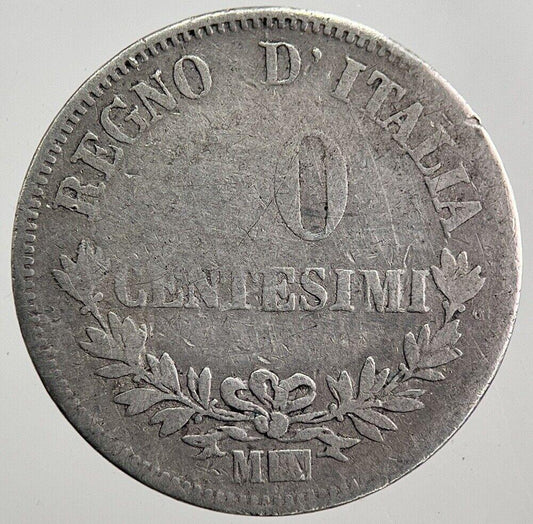 REGNO D'ITALIA
0
CENTESIMI
M